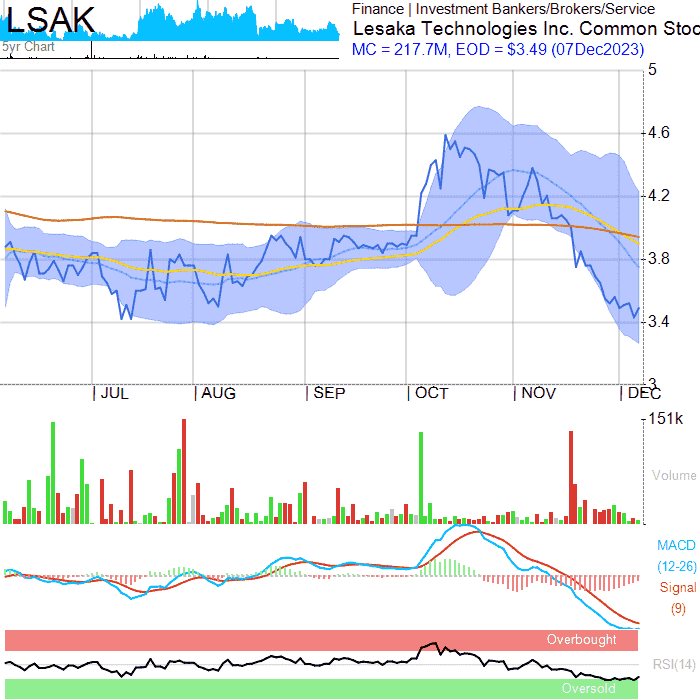 LSAK
Finance | Investment Bankers/Brokers/Service
Lesaka Technologies Inc. Common Stoc
MC = 217.7M, EOD = $3.49 (07Dec2023)
5yr Chart
5
4.6
4.2
3.8
3.4
3
JUL AUG SEP OCT NOV DEC
151k
Volume
MACD
(12-26)
Signal
(9)
Overbought
RSI(14)
Oversold